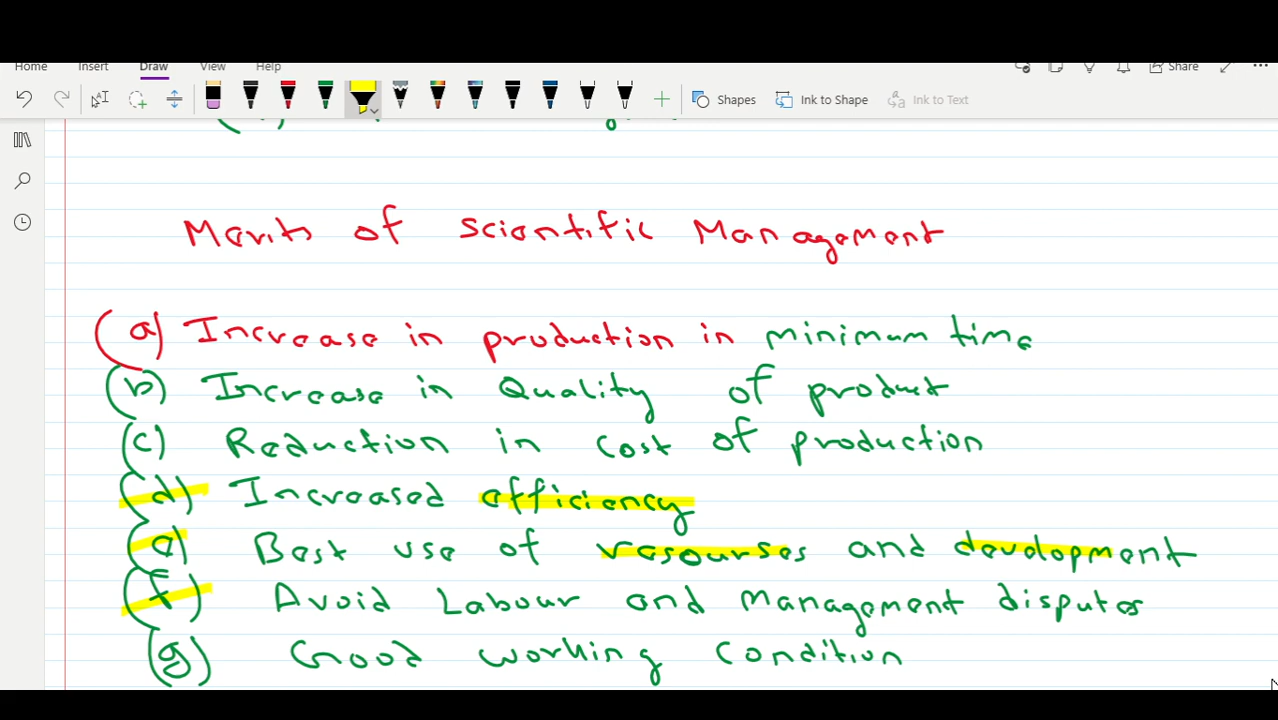 Home Insert Draw View Help Share
Shapes Ink to Shape Ink to Text
Merits of Scientific Management
(a) Increase in production in minimum time
(b) Increase in Quality of product
(c) Reduction in cost of production
(d) Increased efficiency
(e) Best use of resourses and development
(f) Avoid Labour and management disputes
(g) Good working condition